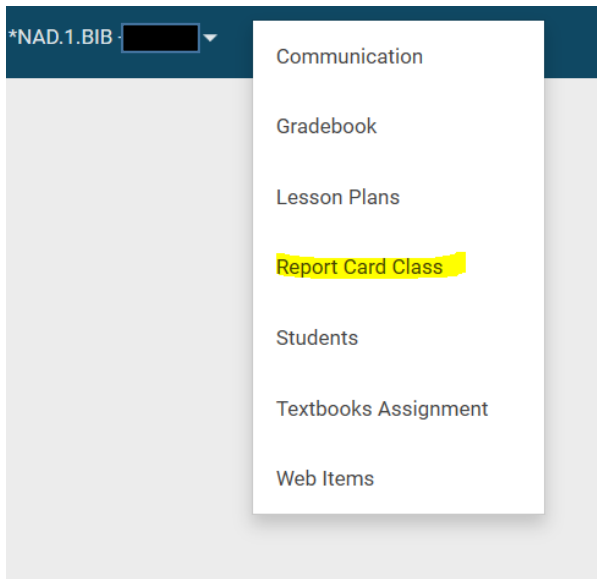 *NAD.1.BIB -
Communication
Gradebook
Lesson Plans
Report Card Class
Students
Textbooks Assignment
Web Items